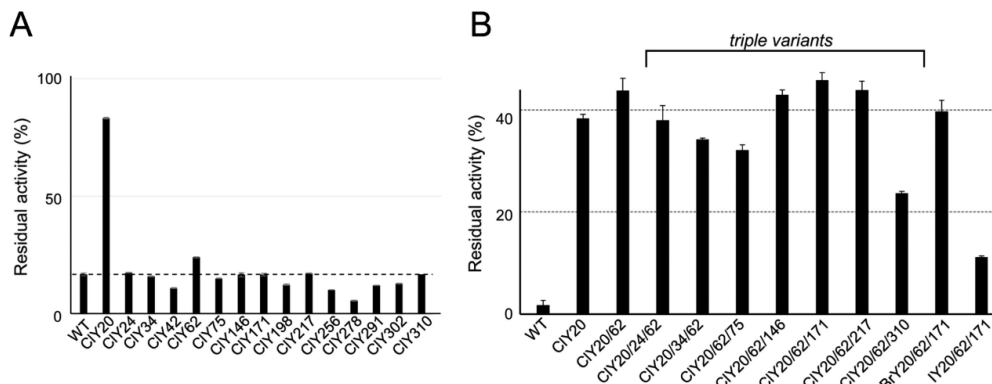 A
Residual activity (%)
100
50
0
WT
ClY20
ClY24
ClY34
ClY42
ClY62
ClY75
ClY146
ClY171
ClY198
ClY217
ClY256
ClY278
ClY291
ClY302
ClY310
B
triple variants
Residual activity (%)
40
20
0
WT
ClY20
ClY20/62
ClY20/24/62
ClY20/34/62
ClY20/62/75
ClY20/62/146
ClY20/62/171
ClY20/62/217
ClY20/62/310
BrY20/62/171
IY20/62/171